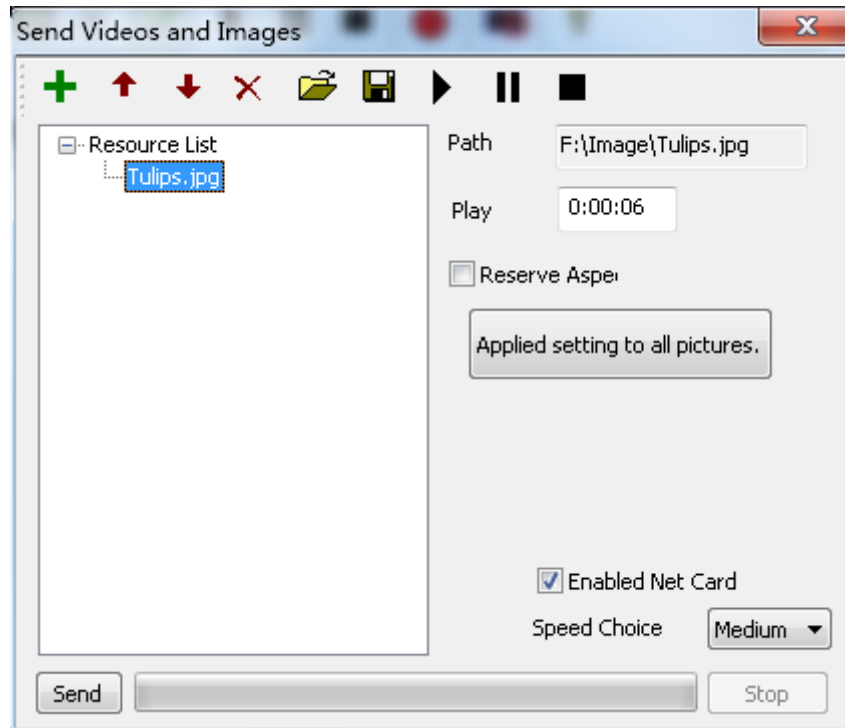 Send Videos and Images
Resource List
Tulips.jpg
Path
F:\Image\Tulips.jpg
Play
0:00:06
Reserve Aspe
Applied setting to all pictures.
Enabled Net Card
Speed Choice
Medium
Send
Stop